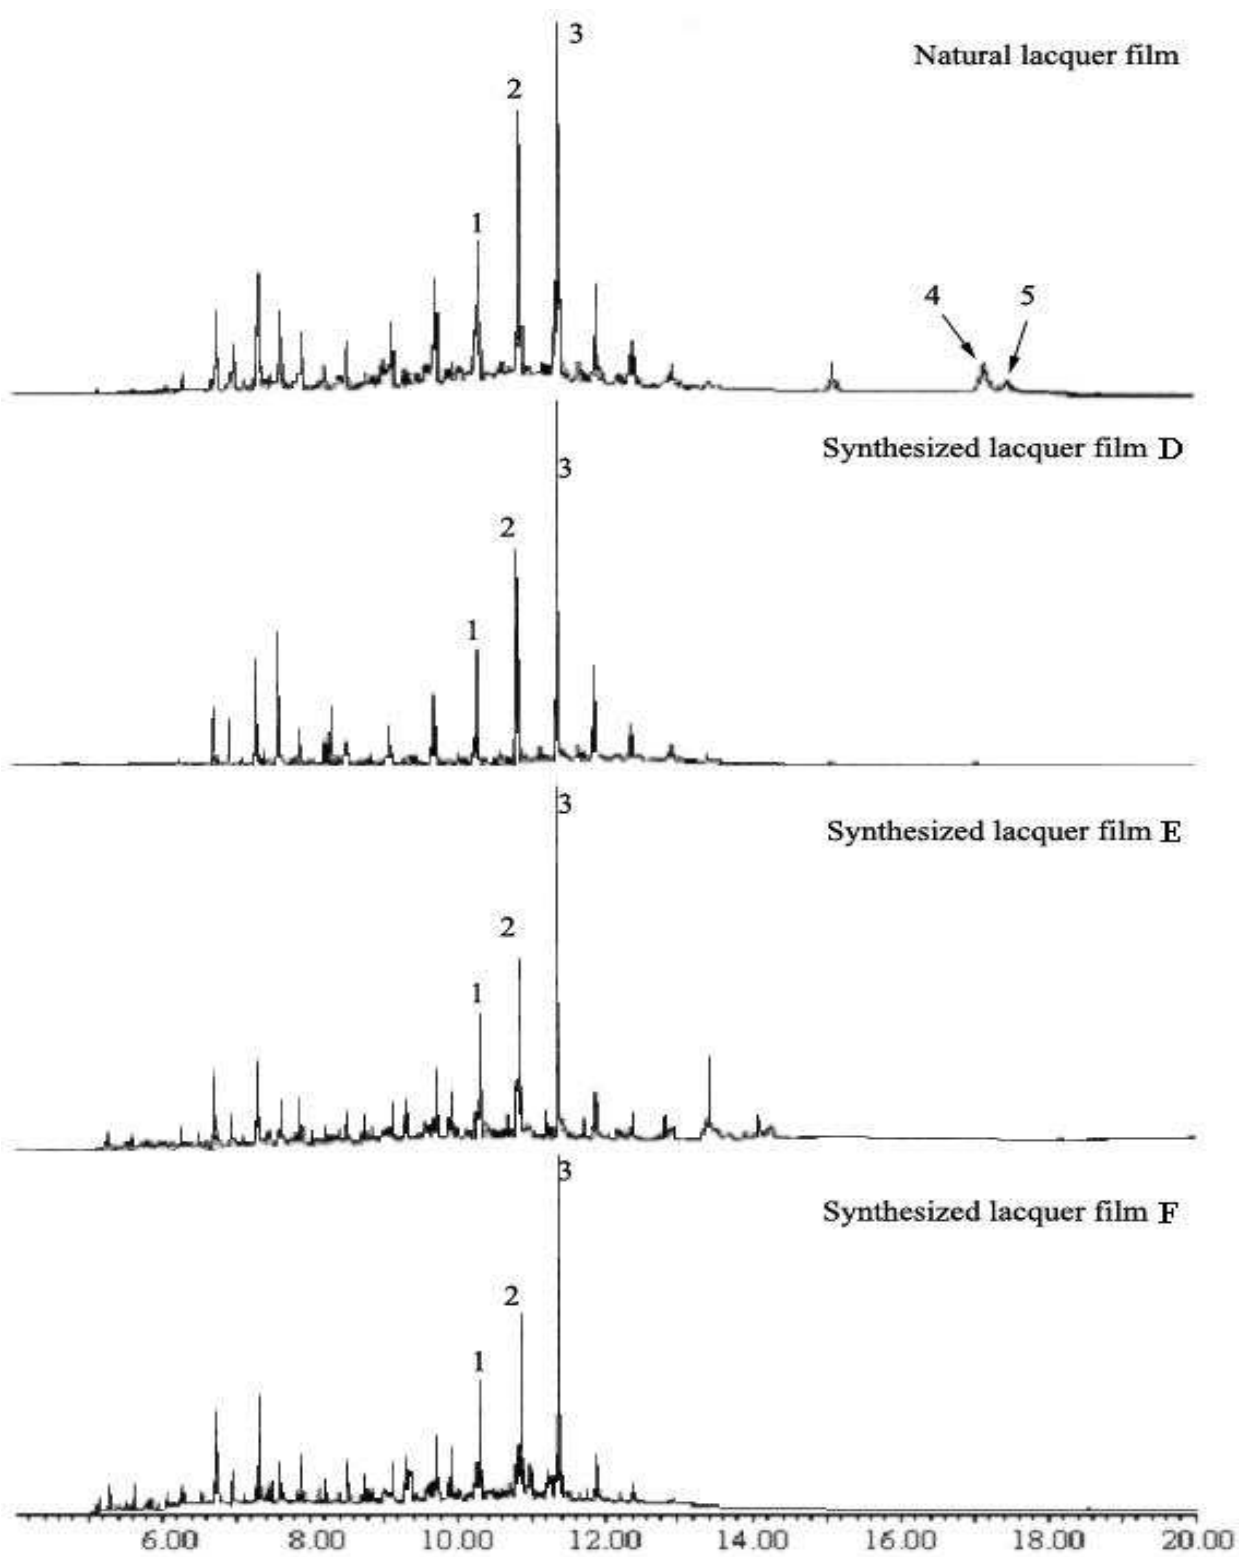 3
Natural lacquer film
2
1
4
5
Synthesized lacquer film D
3
2
1
3
Synthesized lacquer film E
2
1
3
Synthesized lacquer film F
2
1
6.00 8.00 10.00 12.00 14.00 16.00 18.00 20.00